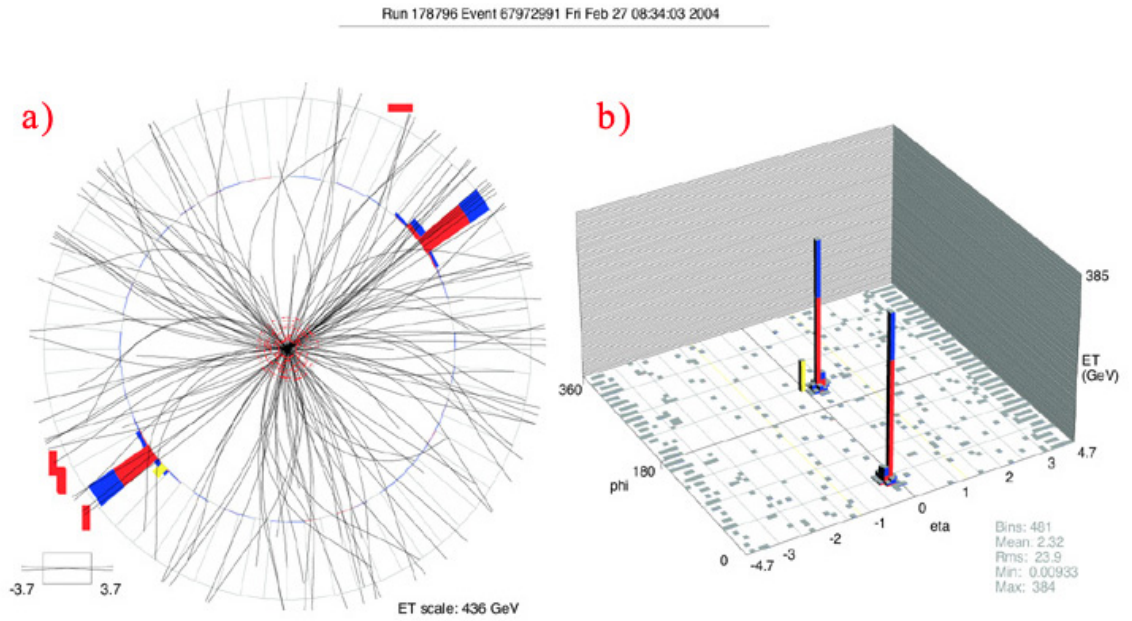 Run 178796 Event 67972991 Fri Feb 27 08:34:03 2004
a)
b)
385
ET
(GeV)
360
180
phi
0
-4.7
-3
-2
-1
0
1
2
3
4.7
eta
Bins: 481
Mean: 2.32
Rms: 23.9
Min: 0.00933
Max: 384
-3.7
3.7
ET scale: 436 GeV